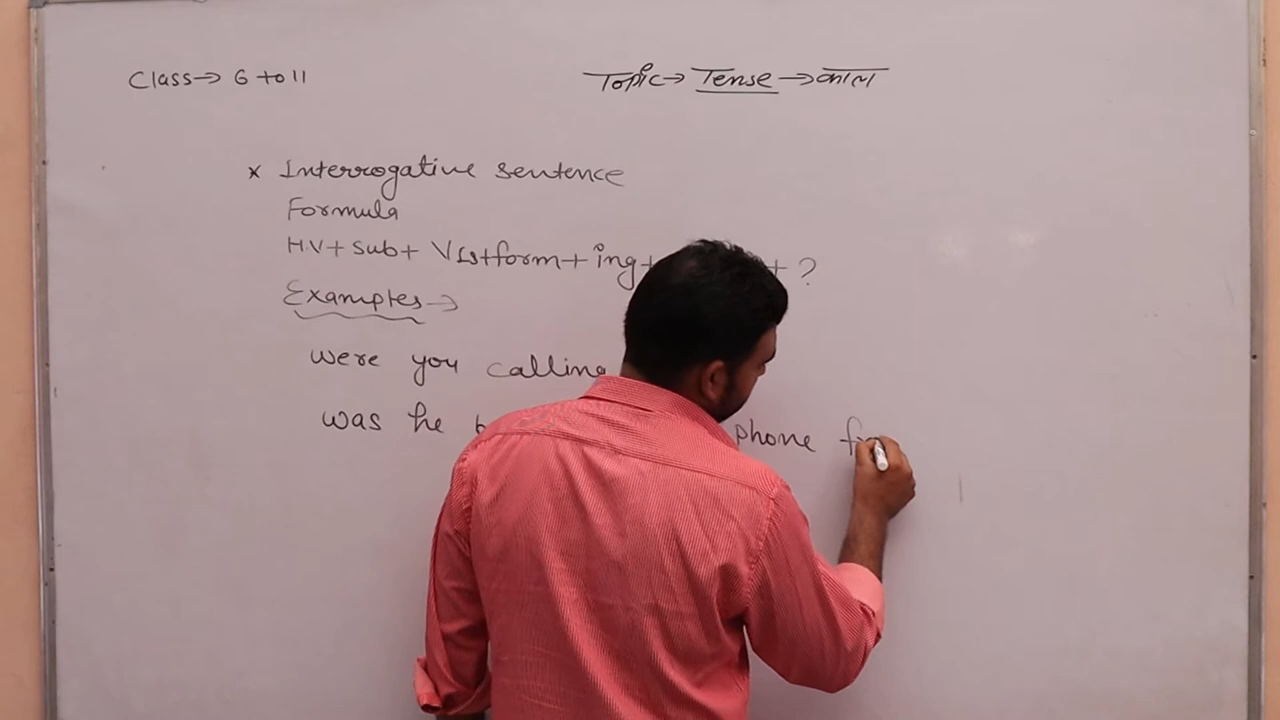 Class→ 6 to 11
Topic→ Tense →काल
× Interrogative sentence
Formula
H.V+ Sub+ V1st form+ ing+ + ?
Examples→
were you calling
was he phone